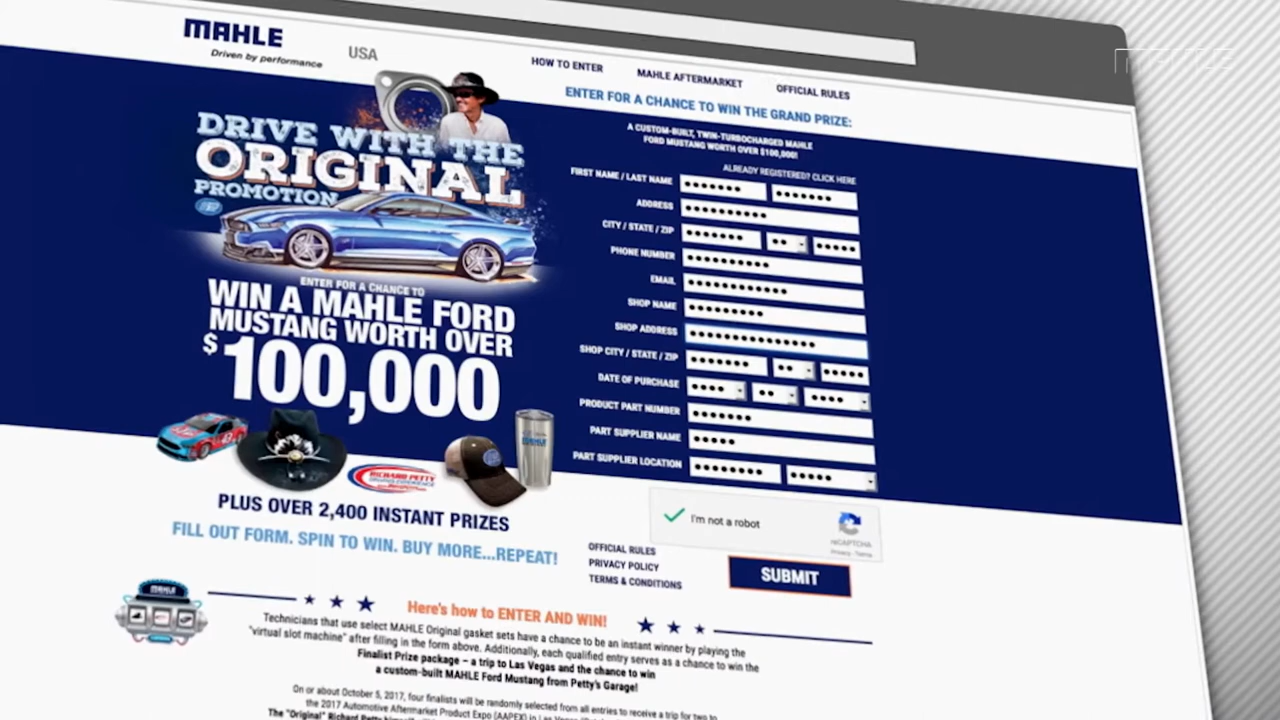 MAHLE
Driven by performance
USA
HOW TO ENTER
MAHLE AFTERMARKET
OFFICIAL RULES
MAHLE
DRIVE WITH THE
ORIGINAL
PROMOTION
ENTER FOR A CHANCE TO
WIN A MAHLE FORD
MUSTANG WORTH OVER
$100,000
RICHARD PETTY
MAHLE
PLUS OVER 2,400 INSTANT PRIZES
FILL OUT FORM. SPIN TO WIN. BUY MORE...REPEAT!
ENTER FOR A CHANCE TO WIN THE GRAND PRIZE:
A CUSTOM-BUILT, TWIN-TURBOCHARGED MAHLE
FORD MUSTANG WORTH OVER $100,000!
ALREADY REGISTERED? CLICK HERE
FIRST NAME / LAST NAME
ADDRESS
CITY / STATE / ZIP
PHONE NUMBER
EMAIL
SHOP NAME
SHOP ADDRESS
SHOP CITY / STATE / ZIP
DATE OF PURCHASE
PRODUCT PART NUMBER
PART SUPPLIER NAME
PART SUPPLIER LOCATION
I'm not a robot
reCAPTCHA
Privacy - Terms
OFFICIAL RULES
PRIVACY POLICY
TERMS & CONDITIONS
SUBMIT
MAHLE
Here's how to ENTER AND WIN!
Technicians that use select MAHLE Original gasket sets have a chance to be an instant winner by playing the
"virtual slot machine" after filling in the form above. Additionally, each qualified entry serves as a chance to win the
Finalist Prize package – a trip to Las Vegas and the chance to win
a custom-built MAHLE Ford Mustang from Petty's Garage!
On or about October 5, 2017, four finalists will be randomly selected from all entries to receive a trip for two to
the 2017 Automotive Aftermarket Product Expo (AAPEX) in Las Vegas
The "Original" Richard Petty